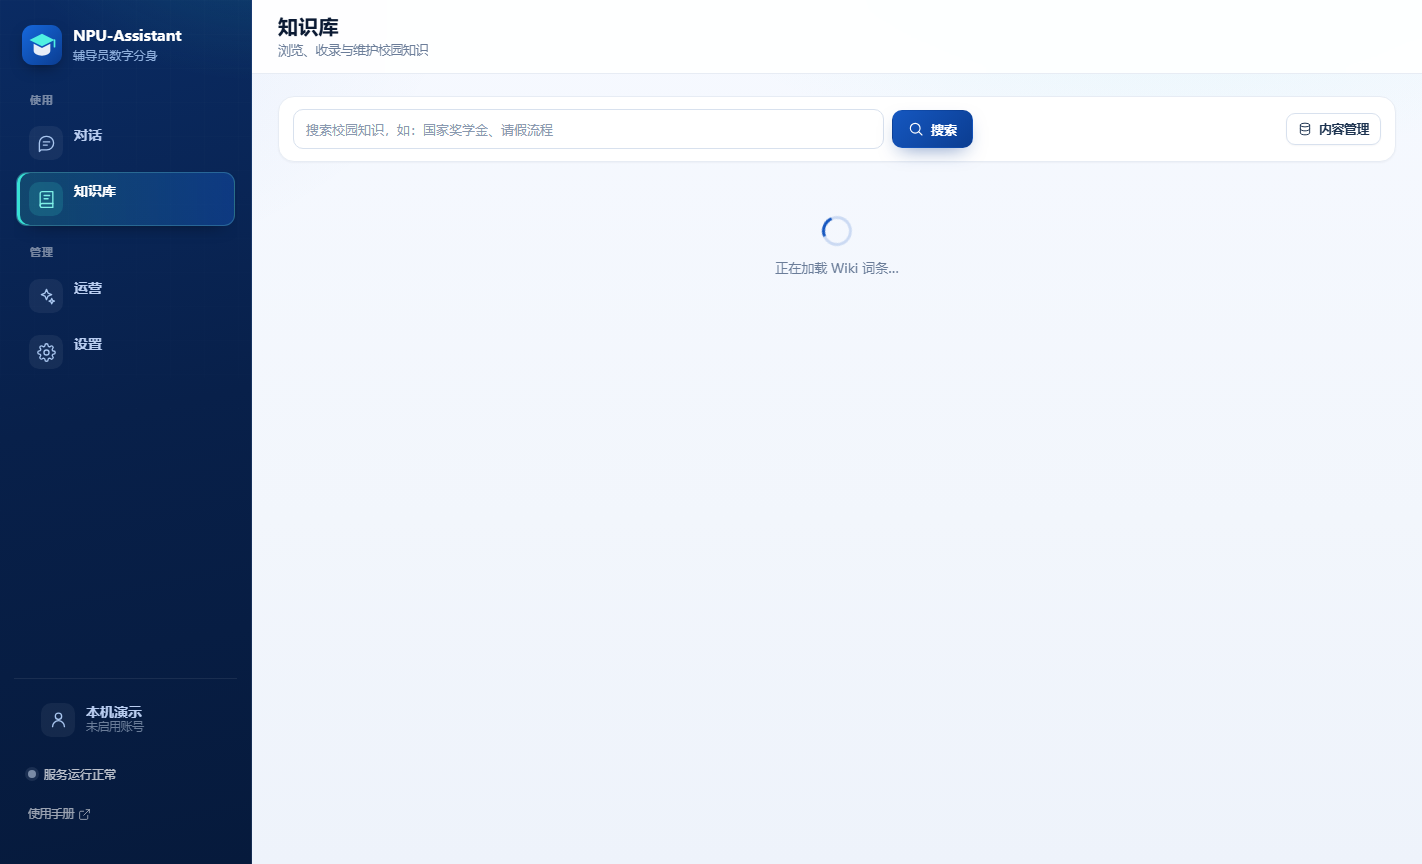 NPU-Assistant
辅导员数字分身
使用
对话
知识库
管理
运营
设置
本机演示
未启用账号
服务运行正常
使用手册
知识库
浏览、收录与维护校园知识
搜索校园知识，如：国家奖学金、请假流程
搜索
内容管理
正在加载 Wiki 词条...